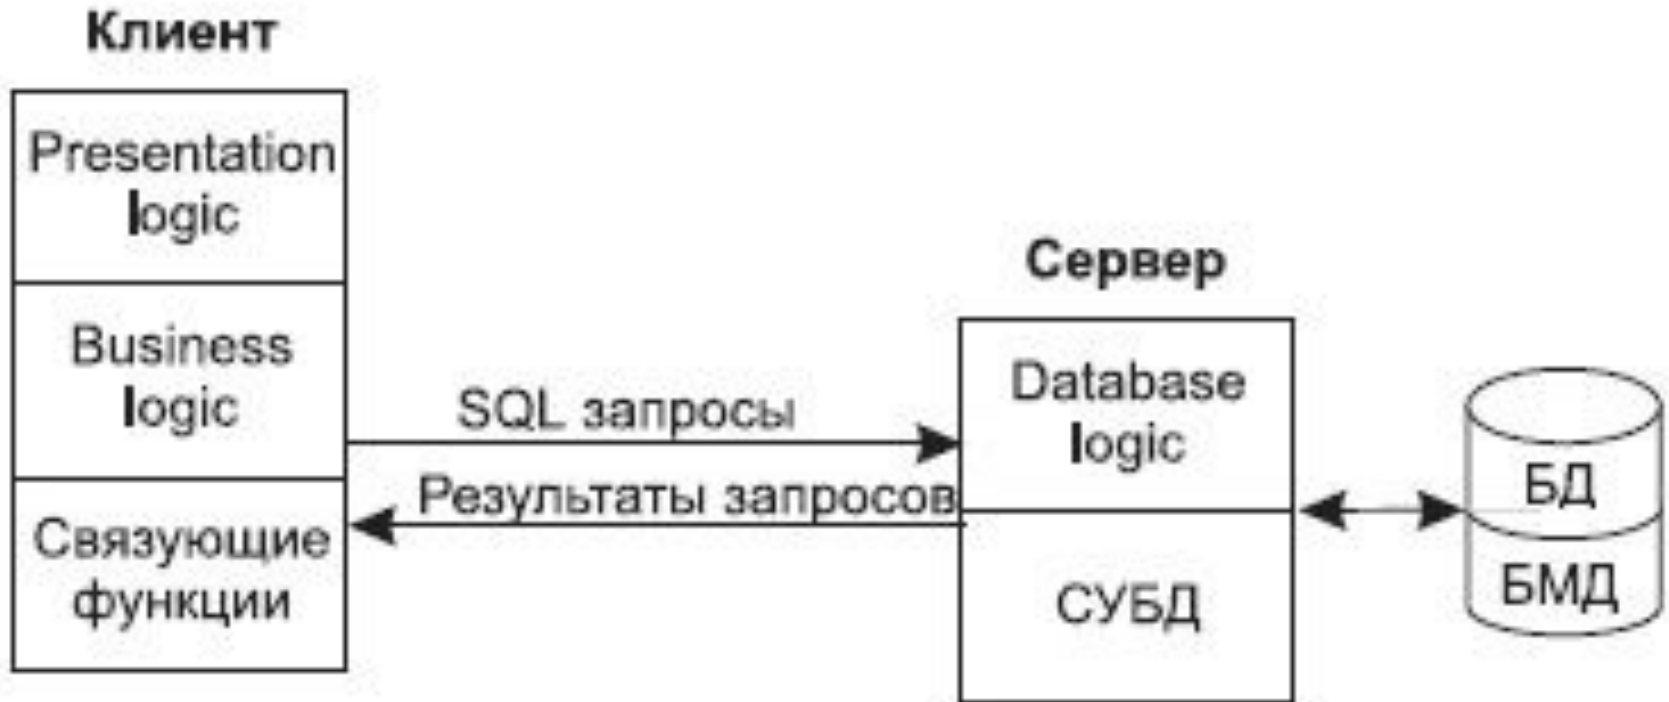 Клиент
Presentation
logic
Business
logic
Связующие
функции
SQL запросы
Результаты запросов
Сервер
Database
logic
СУБД
БД
БМД